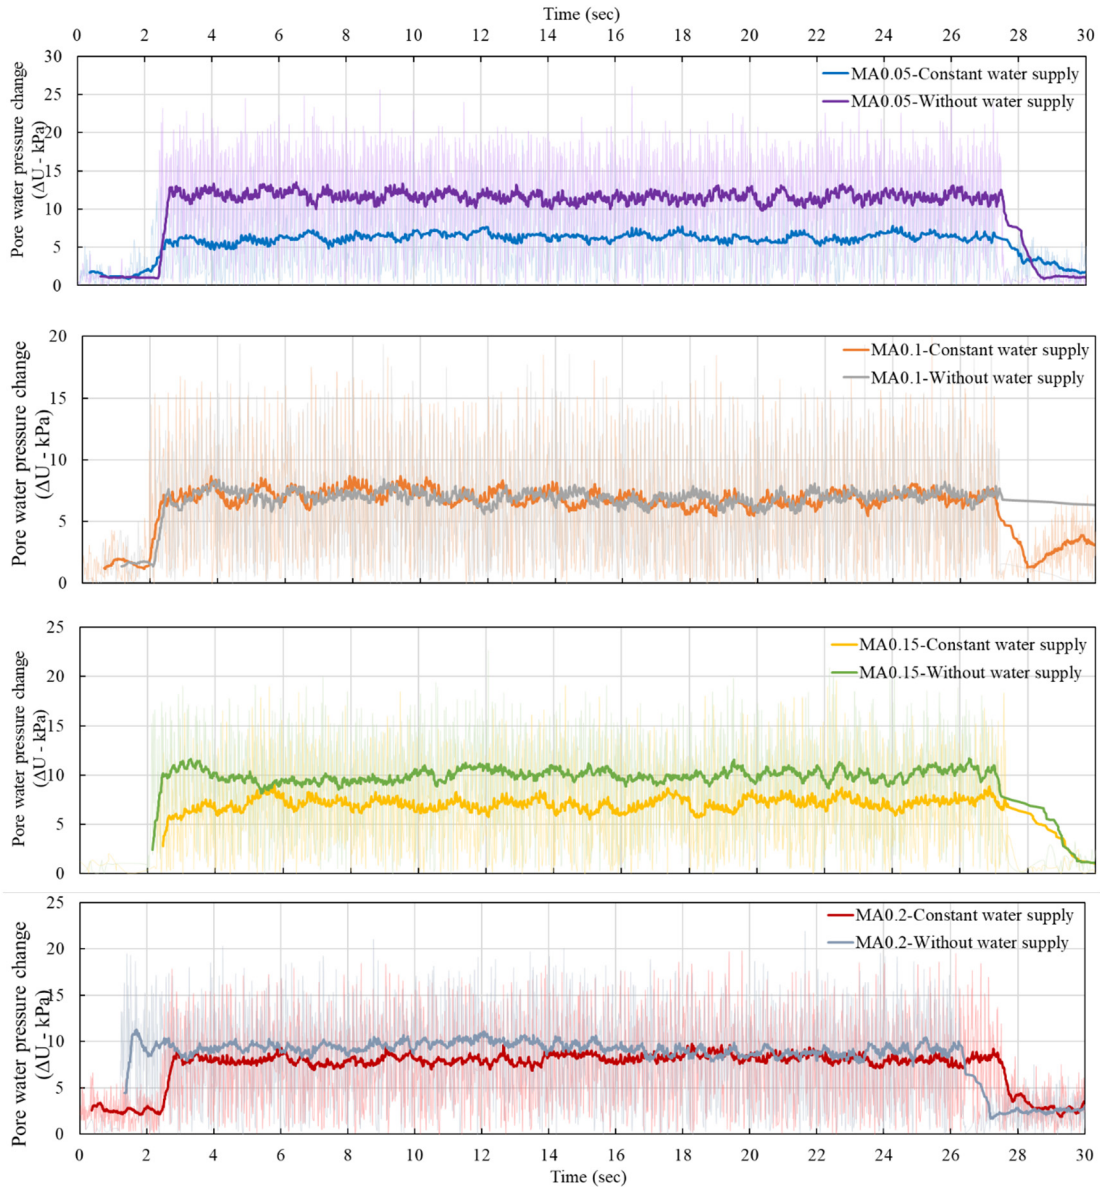 Time (sec)
0 2 4 6 8 10 12 14 16 18 20 22 24 26 28 30
30
25
20
15
10
5
0
Pore water pressure change
(ΔU - kPa)
MA0.05-Constant water supply
MA0.05-Without water supply
20
15
10
5
0
Pore water pressure change
(ΔU - kPa)
MA0.1-Constant water supply
MA0.1-Without water supply
25
20
15
10
5
0
Pore water pressure change
(ΔU - kPa)
MA0.15-Constant water supply
MA0.15-Without water supply
25
20
15
10
5
0
Pore water pressure change
(ΔU - kPa)
MA0.2-Constant water supply
MA0.2-Without water supply
0 2 4 6 8 10 12 14 16 18 20 22 24 26 28 30
Time (sec)